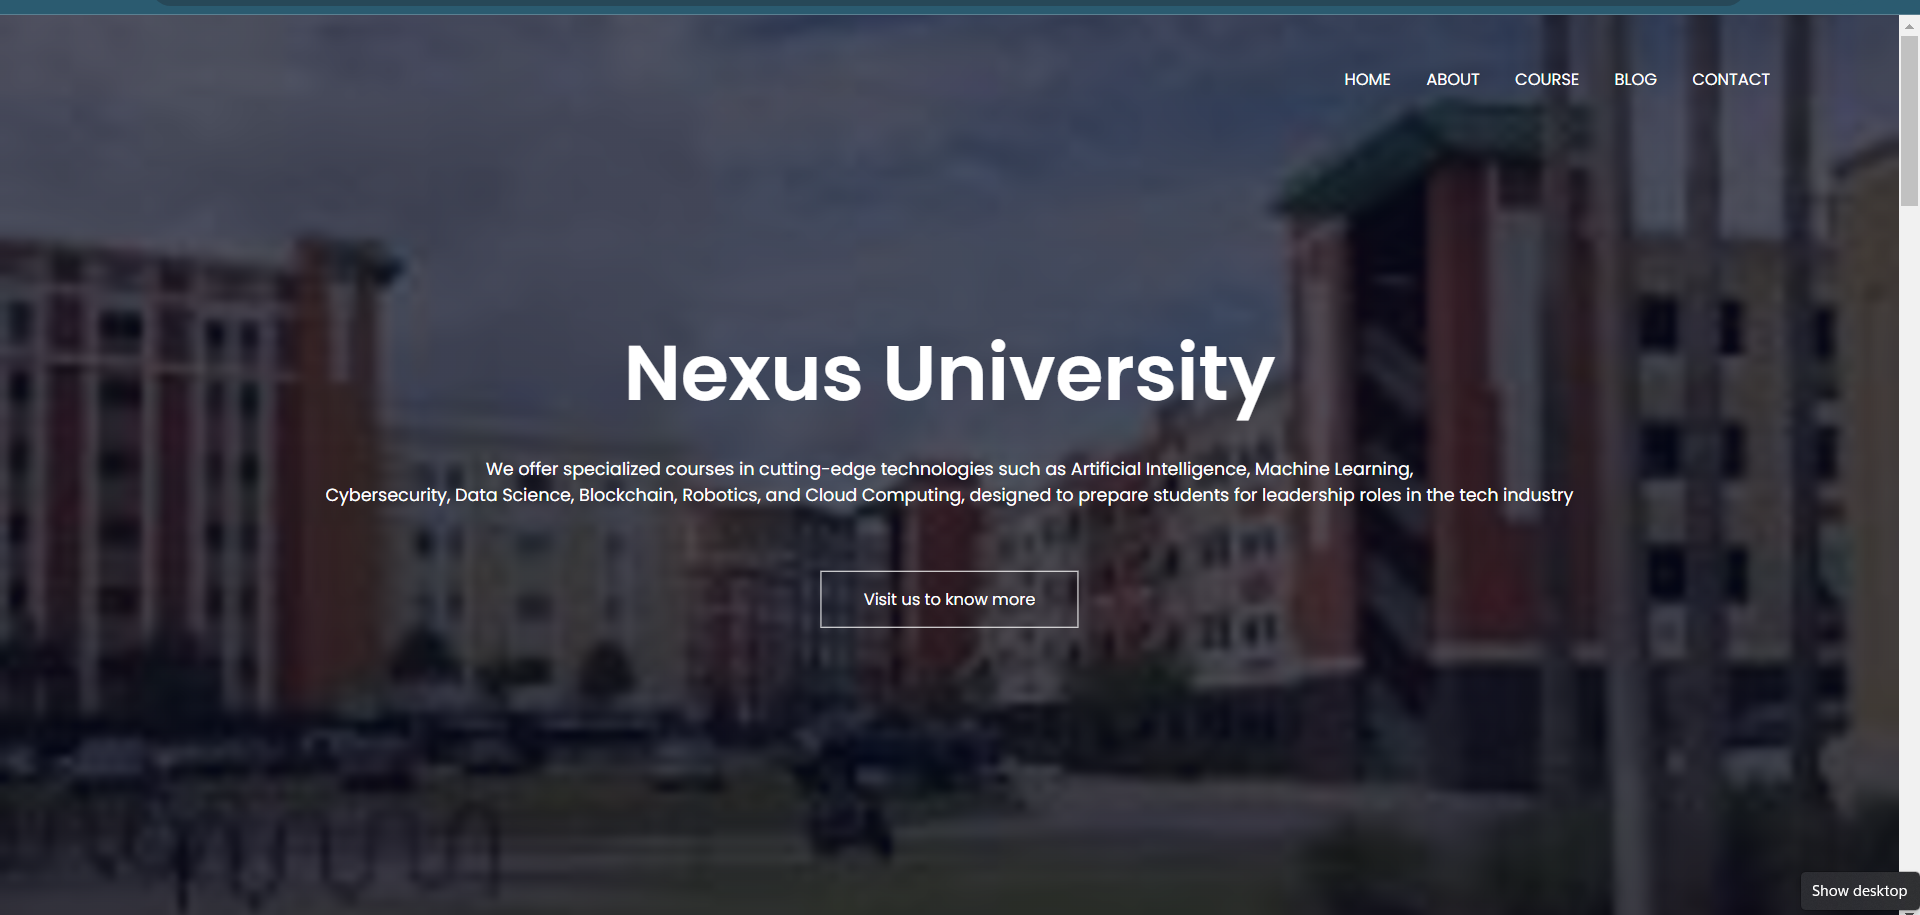 HOME ABOUT COURSE BLOG CONTACT
Nexus University
We offer specialized courses in cutting-edge technologies such as Artificial Intelligence, Machine Learning,
Cybersecurity, Data Science, Blockchain, Robotics, and Cloud Computing, designed to prepare students for leadership roles in the tech industry
Visit us to know more
Show desktop